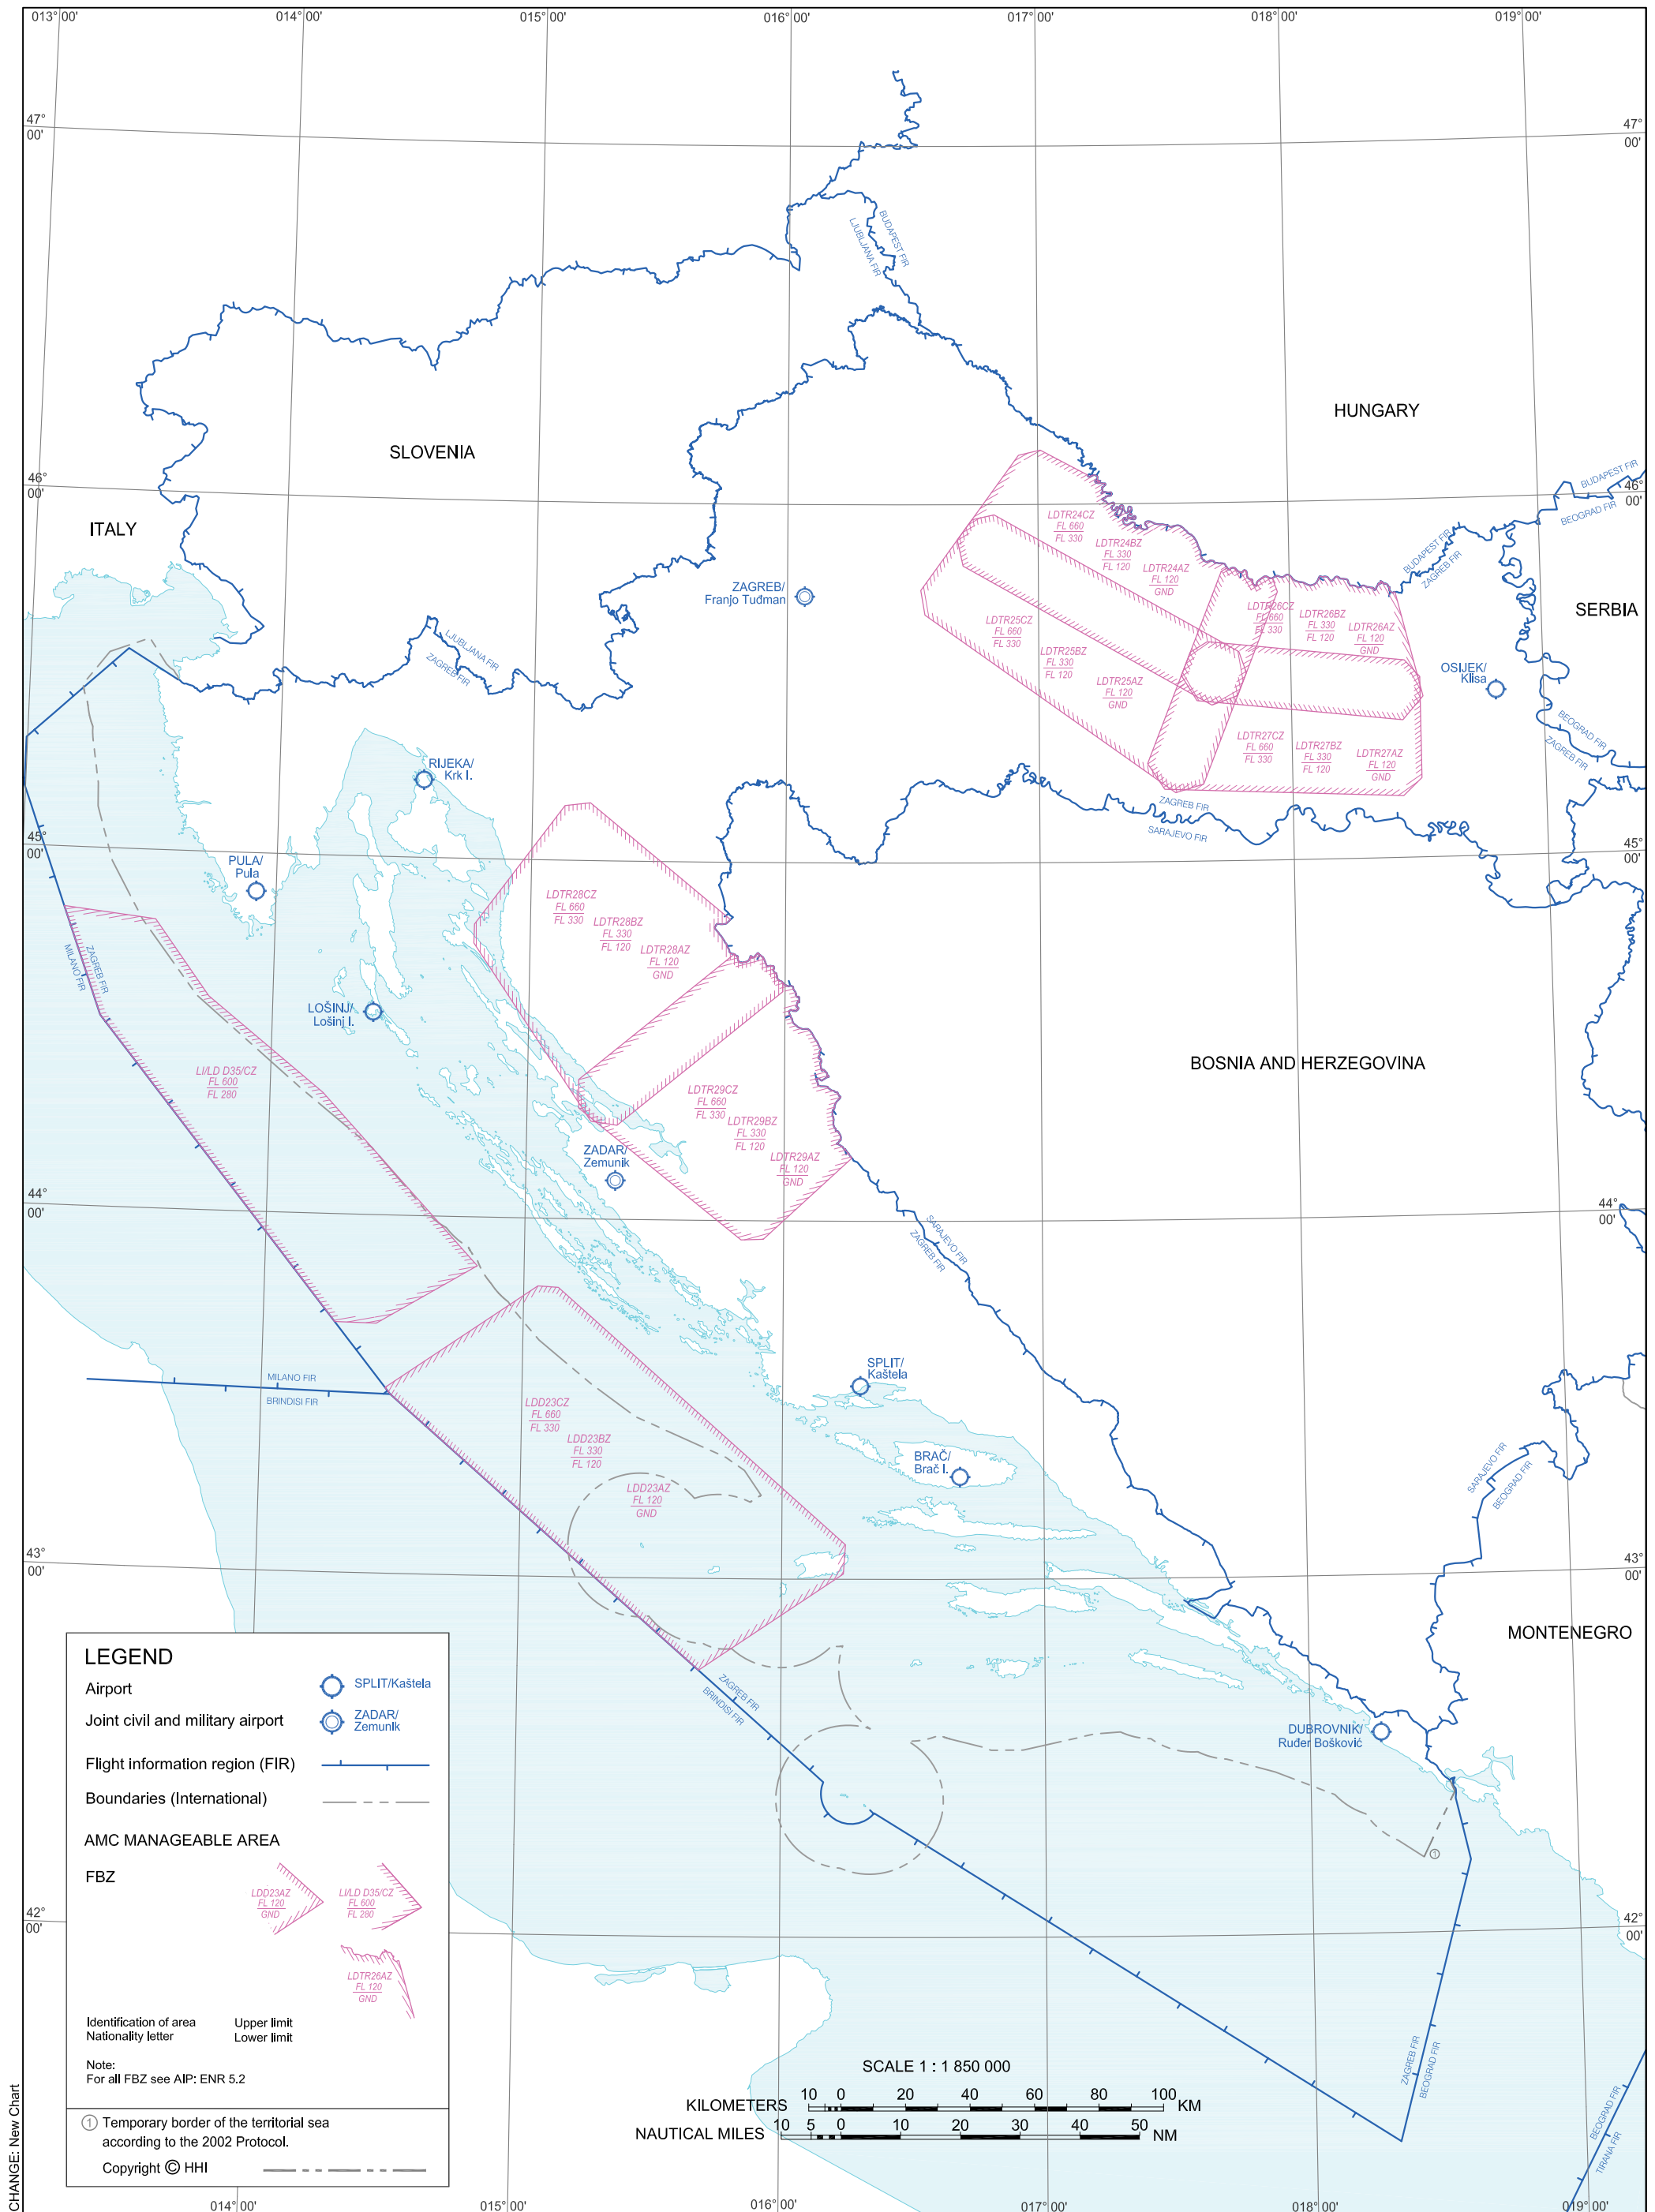 013°00'
014°00'
015°00'
016°00'
017°00'
018°00'
019°00'
47°
00'
47°
00'
BUDAPEST FIR
LJUBLJANA FIR
HUNGARY
SLOVENIA
46°
00'
46°
00'
BUDAPEST FIR
BEOGRAD FIR
ITALY
LDTR24CZ
FL 660
FL 330
LDTR24BZ
FL 330
FL 120
LDTR24AZ
FL 120
GND
BUDAPEST FIR
ZAGREB FIR
ZAGREB/
Franjo Tuđman
SERBIA
LDTR26CZ
FL 660
FL 330
LDTR26BZ
FL 330
FL 120
LDTR26AZ
FL 120
GND
LDTR25CZ
FL 660
FL 330
LDTR25BZ
FL 330
FL 120
LDTR25AZ
FL 120
GND
LJUBLJANA FIR
ZAGREB FIR
OSIJEK/
Klisa
BEOGRAD FIR
ZAGREB FIR
LDTR27CZ
FL 660
FL 330
LDTR27BZ
FL 330
FL 120
LDTR27AZ
FL 120
GND
RIJEKA/
Krk I.
ZAGREB FIR
SARAJEVO FIR
45°
00'
45°
00'
PULA/
Pula
LDTR28CZ
FL 660
FL 330
LDTR28BZ
FL 330
FL 120
LDTR28AZ
FL 120
GND
ZAGREB FIR
MILANO FIR
LOŠINJ/
Lošinj I.
BOSNIA AND HERZEGOVINA
LI/LD D35/CZ
FL 600
FL 280
LDTR29CZ
FL 660
FL 330
LDTR29BZ
FL 330
FL 120
LDTR29AZ
FL 120
GND
ZADAR/
Zemunik
44°
00'
44°
00'
SARAJEVO FIR
ZAGREB FIR
MILANO FIR
BRINDISI FIR
SPLIT/
Kaštela
LDD23CZ
FL 660
FL 330
LDD23BZ
FL 330
FL 120
LDD23AZ
FL 120
GND
BRAČ/
Brač I.
SARAJEVO FIR
BEOGRAD FIR
43°
00'
43°
00'
MONTENEGRO
ZAGREB FIR
BRINDISI FIR
DUBROVNIK/
Ruđer Bošković
1
LEGEND
Airport
SPLIT/Kaštela
Joint civil and military airport
ZADAR/
Zemunik
Flight information region (FIR)
Boundaries (International)
AMC MANAGEABLE AREA
FBZ
LDD23AZ
FL 120
GND
LI/LD D35/CZ
FL 600
FL 280
LDTR26AZ
FL 120
GND
Identification of area
Nationality letter
Upper limit
Lower limit
Note:
For all FBZ see AIP: ENR 5.2
1 Temporary border of the territorial sea
according to the 2002 Protocol.
Copyright © HHI
42°
00'
42°
00'
ZAGREB FIR
BEOGRAD FIR
BEOGRAD FIR
TIRANA FIR
SCALE 1 : 1 850 000
KILOMETERS 10 0 20 40 60 80 100 KM
NAUTICAL MILES 10 5 0 10 20 30 40 50 NM
014°00'
015°00'
016°00'
017°00'
018°00'
019°00'
CHANGE: New Chart